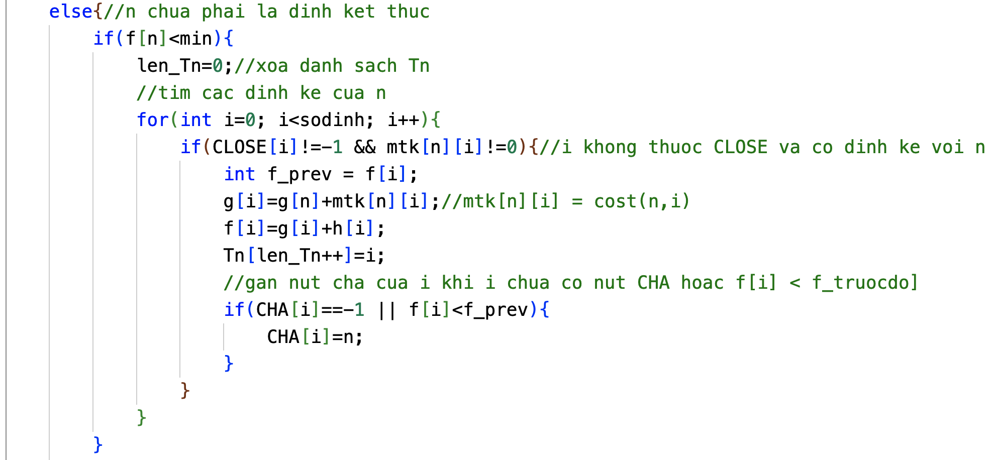 else{//n chua phai la dinh ket thuc
if(f[n]<min){
len_Tn=0;//xoa danh sach Tn
//tim cac dinh ke cua n
for(int i=0; i<sodinh; i++){
if(CLOSE[i]!=-1 && mtk[n][i]!=0){//i khong thuoc CLOSE va co dinh ke voi n
int f_prev = f[i];
g[i]=g[n]+mtk[n][i];//mtk[n][i] = cost(n,i)
f[i]=g[i]+h[i];
Tn[len_Tn++]=i;
//gan nut cha cua i khi i chua co nut CHA hoac f[i] < f_truocdo]
if(CHA[i]==-1 || f[i]<f_prev){
CHA[i]=n;
}
}
}
}